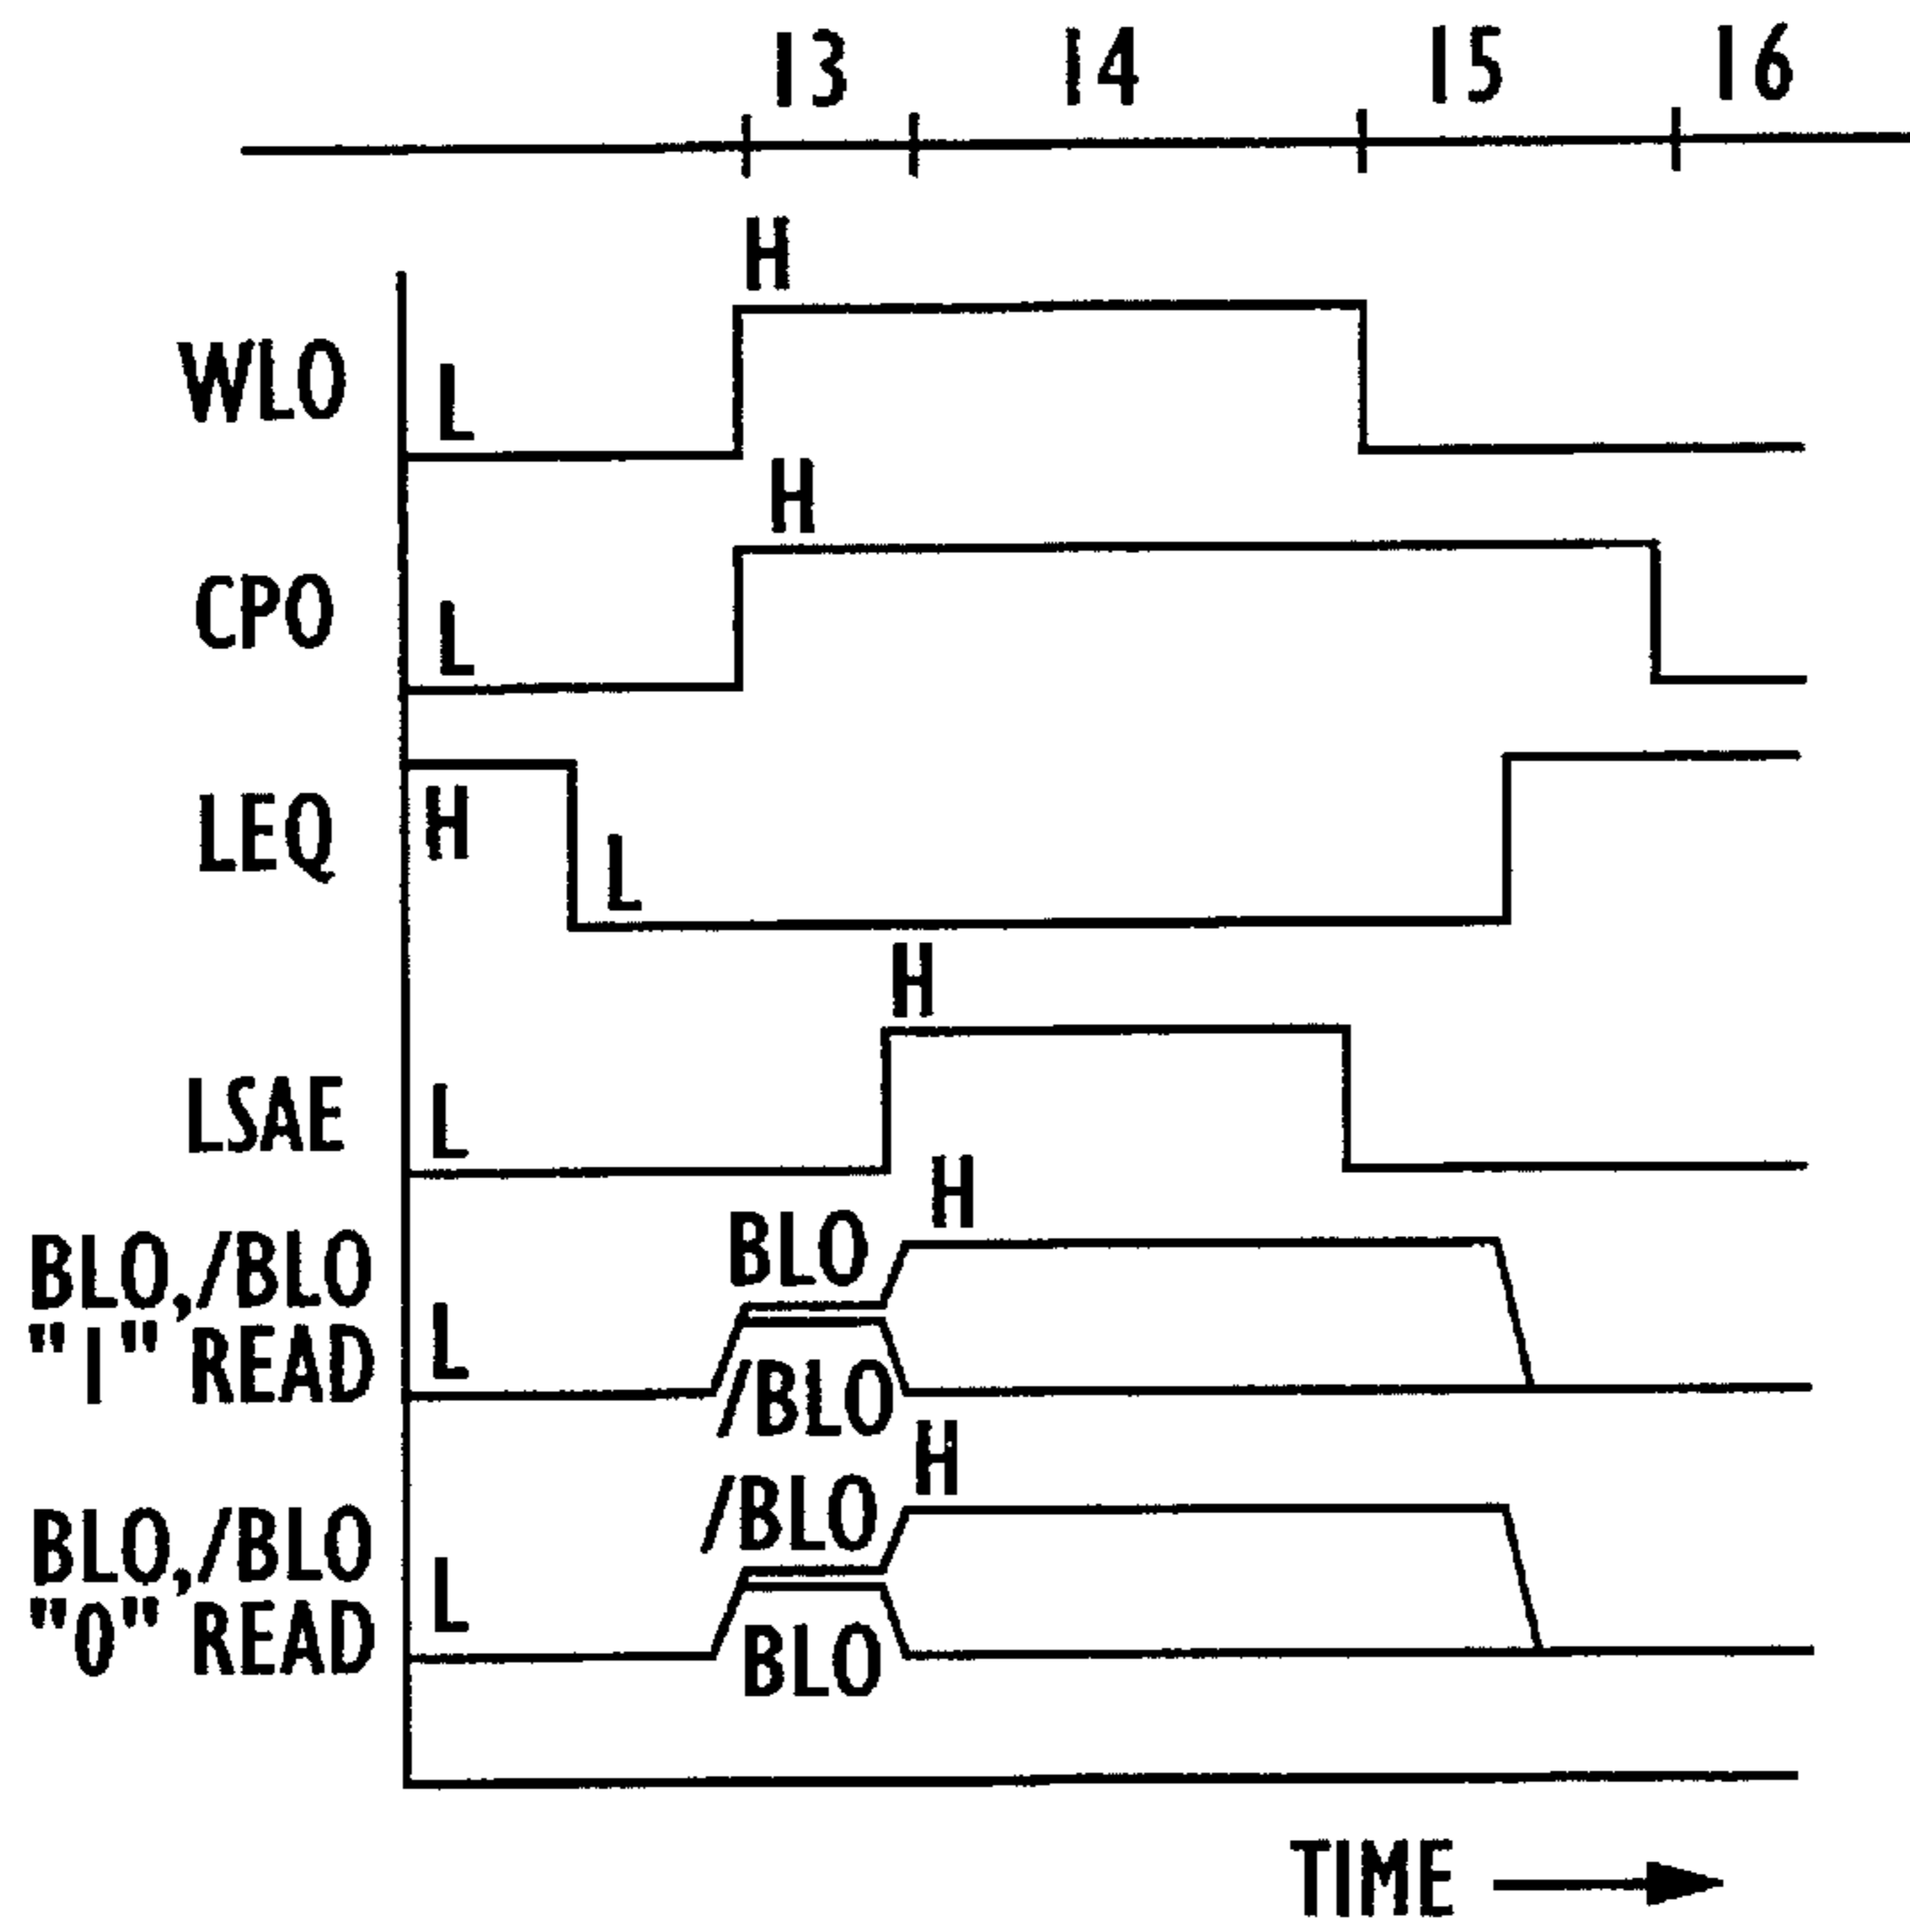 13 14 15 16
H
WLO L
H
CPO L
LEQ H L
H
LSAE L
H
BLO,/BLO "1" READ L BLO /BLO
H
BLO,/BLO "0" READ L /BLO BLO
TIME